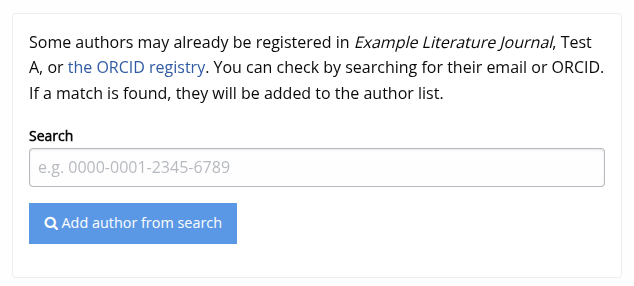 Some authors may already be registered in Example Literature Journal, Test
A, or the ORCID registry. You can check by searching for their email or ORCID.
If a match is found, they will be added to the author list.
Search
e.g. 0000-0001-2345-6789
Add author from search